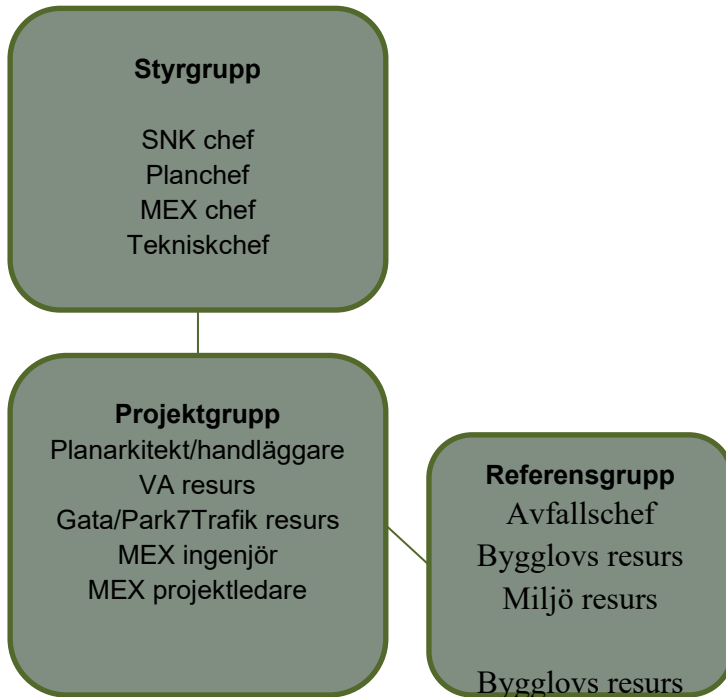 Styrgrupp
SNK chef
Planchef
MEX chef
Tekniskchef
Projektgrupp
Planarkitekt/handläggare
VA resurs
Gata/Park7Trafik resurs
MEX ingenjör
MEX projektledare
Referensgrupp
Avfallschef
Bygglovs resurs
Miljö resurs
Bygglovs resurs